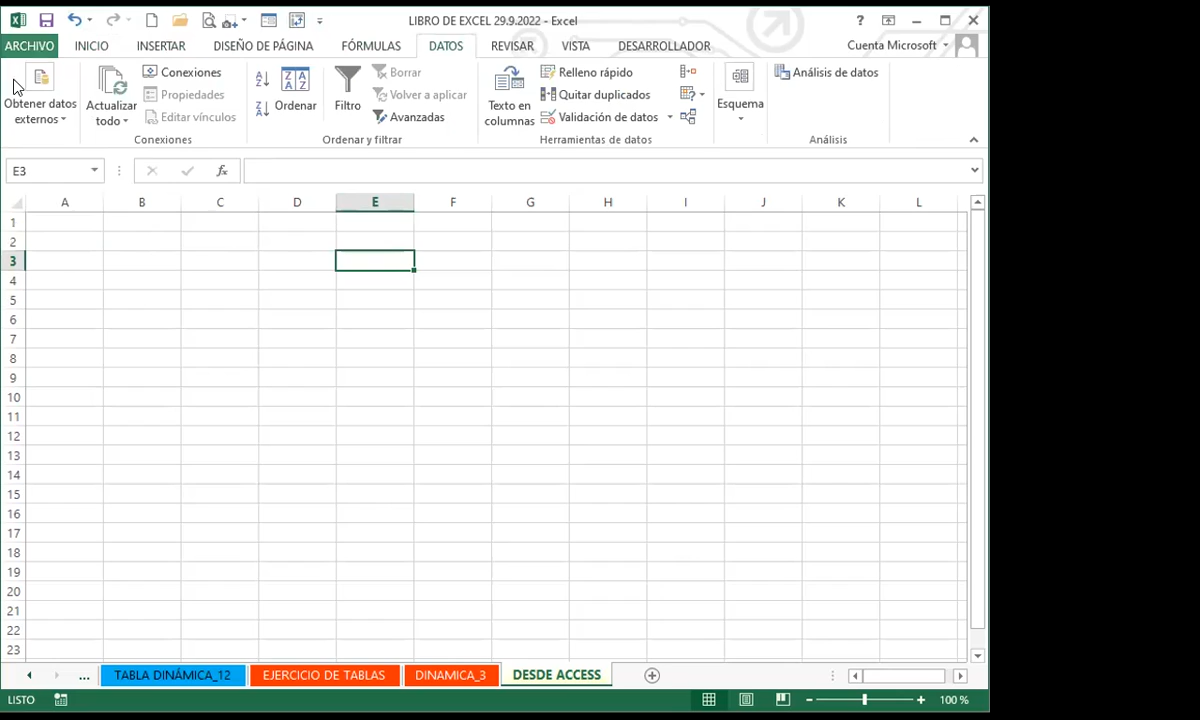 LIBRO DE EXCEL 29.9.2022 - Excel
?
ARCHIVO INICIO INSERTAR DISEÑO DE PÁGINA FÓRMULAS DATOS REVISAR VISTA DESARROLLADOR Cuenta Microsoft
Obtener datos externos
Actualizar todo
Conexiones
Propiedades
Editar vínculos
Conexiones
Ordenar
Filtro
Borrar
Volver a aplicar
Avanzadas
Ordenar y filtrar
Texto en columnas
Relleno rápido
Quitar duplicados
Validación de datos
Herramientas de datos
Esquema
Análisis de datos
Análisis
E3 fx
A B C D E F G H I J K L
1
2
3
4
5
6
7
8
9
10
11
12
13
14
15
16
17
18
19
20
21
22
23
... TABLA DINÁMICA_12 EJERCICIO DE TABLAS DINAMICA_3 DESDE ACCESS
LISTO 100 %